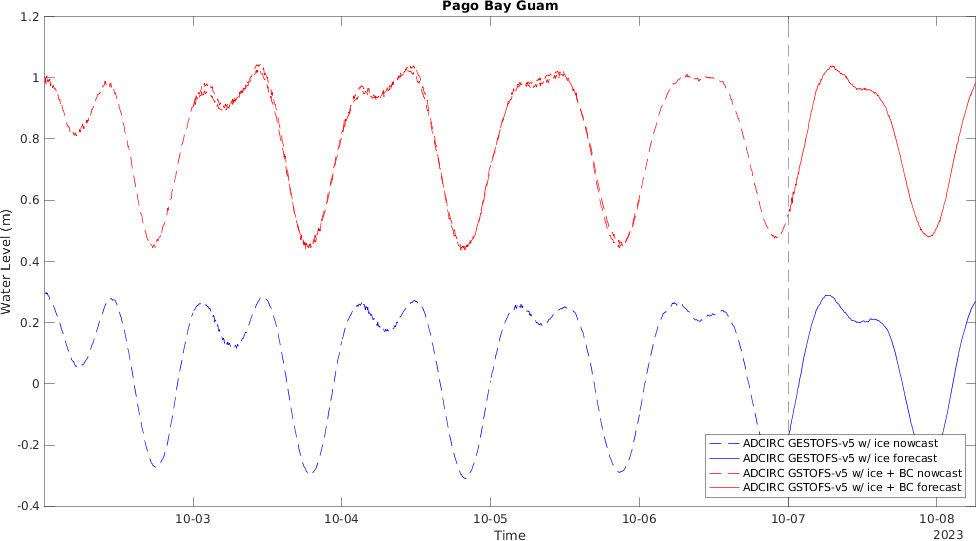 Pago Bay Guam
1.2
1
0.8
0.6
0.4
0.2
0
-0.2
-0.4
Water Level (m)
ADCIRC GESTOFS-v5 w/ ice nowcast
ADCIRC GESTOFS-v5 w/ ice forecast
ADCIRC GSTOFS-v5 w/ ice + BC nowcast
ADCIRC GSTOFS-v5 w/ ice + BC forecast
10-03 10-04 10-05 10-06 10-07 10-08
Time
2023